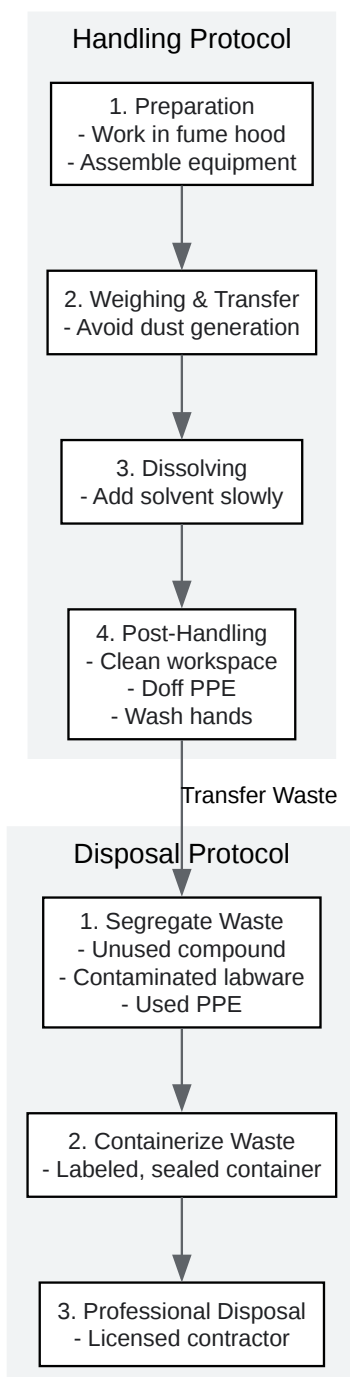 Handling Protocol
1. Preparation
- Work in fume hood
- Assemble equipment
2. Weighing & Transfer
- Avoid dust generation
3. Dissolving
- Add solvent slowly
4. Post-Handling
- Clean workspace
- Doff PPE
- Wash hands
Transfer Waste
Disposal Protocol
1. Segregate Waste
- Unused compound
- Contaminated labware
- Used PPE
2. Containerize Waste
- Labeled, sealed container
3. Professional Disposal
- Licensed contractor